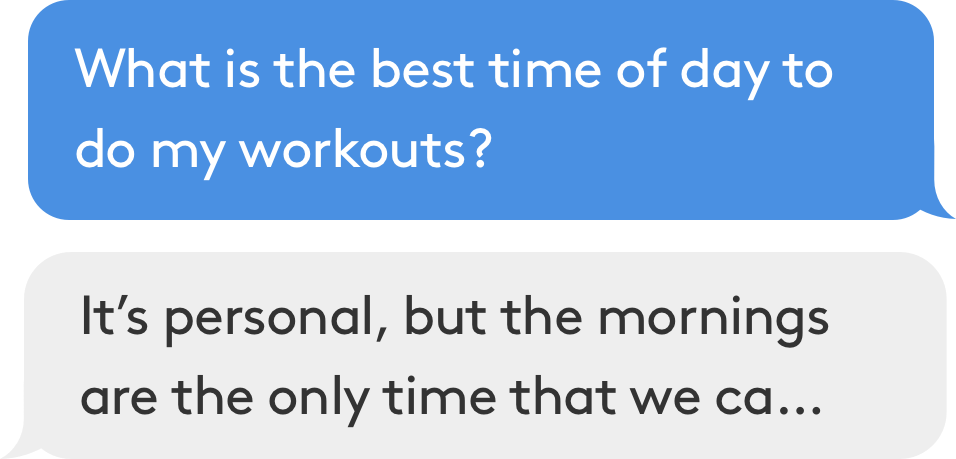 What is the best time of day to
do my workouts?
It’s personal, but the mornings
are the only time that we ca...